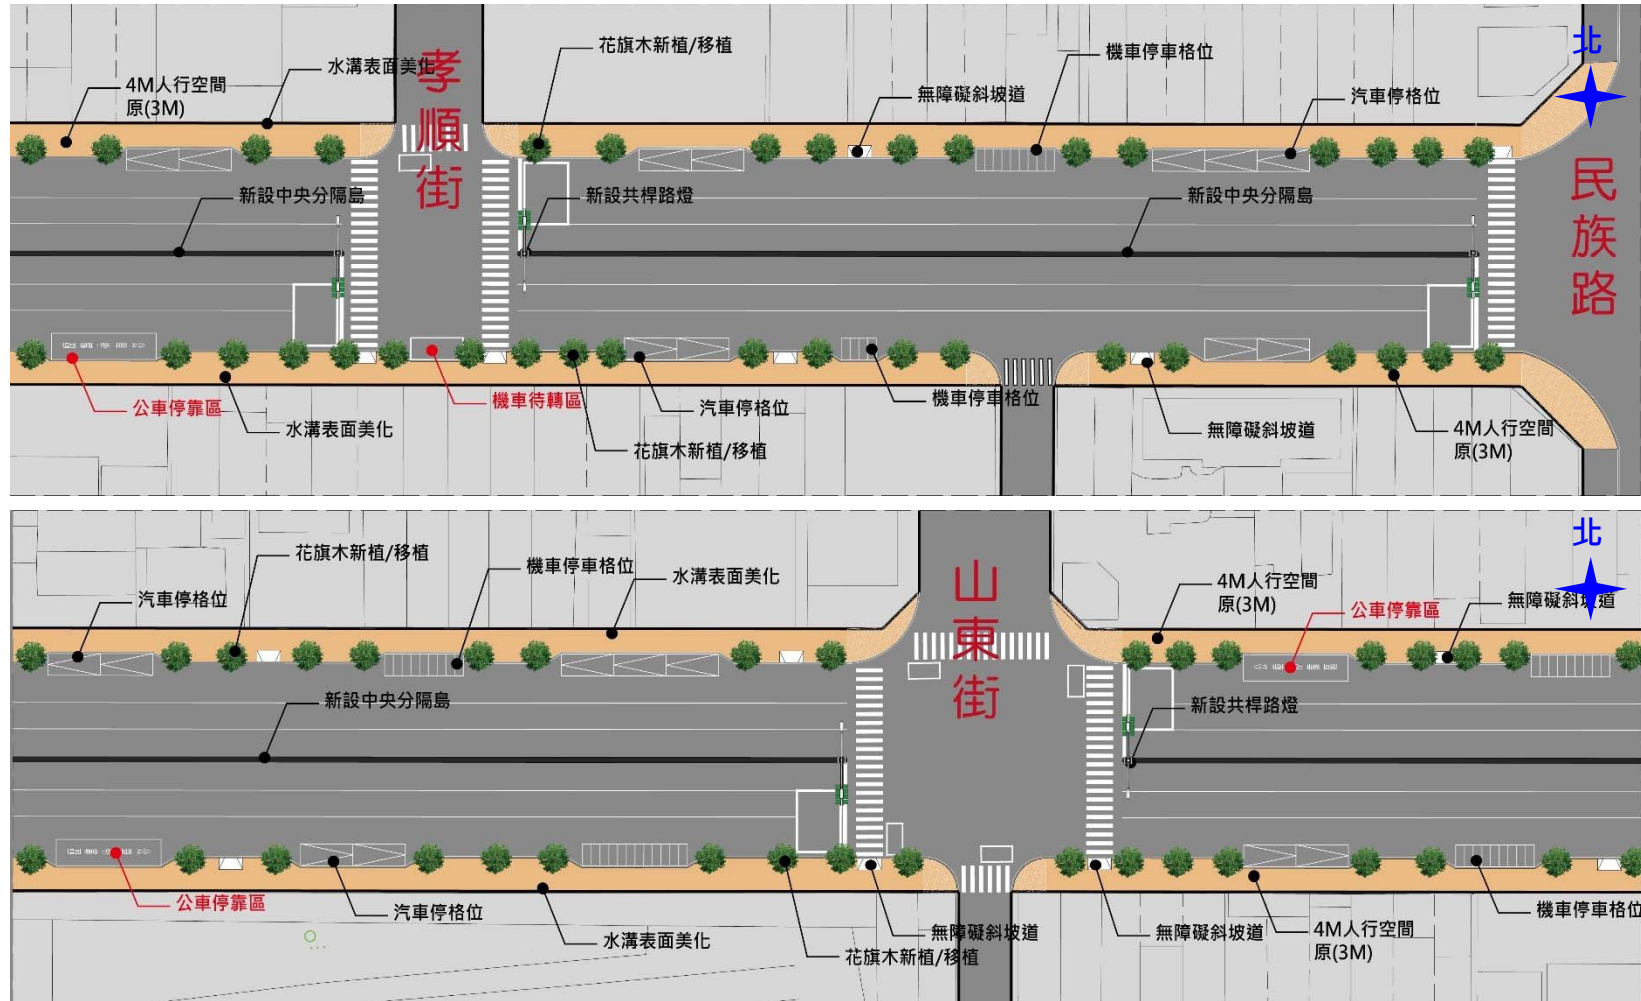 花旗木新植/移植
機車停車格位
北
水溝表面美化
4M人行空間
原(3M)
無障礙斜坡道
汽車停格位
孝順街
民族路
新設中央分隔島
新設共桿路燈
新設中央分隔島
公車停靠區
水溝表面美化
機車待轉區
汽車停格位
機車停車格位
花旗木新植/移植
無障礙斜坡道
4M人行空間
原(3M)
北
花旗木新植/移植
機車停車格位
水溝表面美化
汽車停格位
山東街
4M人行空間
原(3M)
公車停靠區
無障礙斜坡道
新設中央分隔島
新設共桿路燈
公車停靠區
汽車停格位
水溝表面美化
無障礙斜坡道
花旗木新植/移植
無障礙斜坡道
4M人行空間
原(3M)
機車停車格位